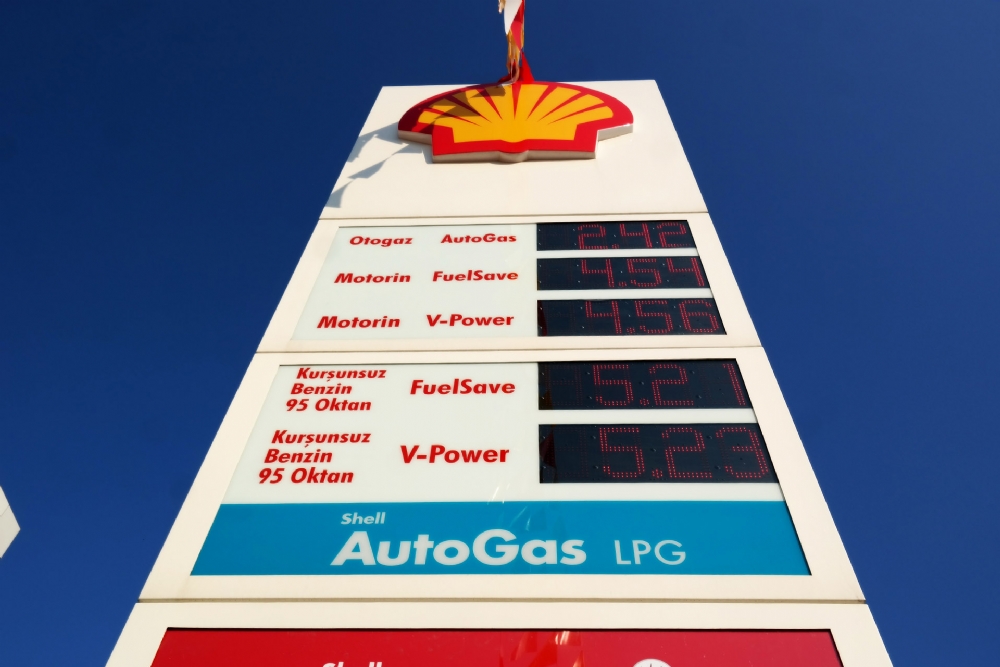 Otogaz AutoGas 2.42
Motorin FuelSave 4.54
Motorin V-Power 4.56
Kurşunsuz
Benzin
95 Oktan
FuelSave
5.21
Kurşunsuz
Benzin
95 Oktan
V-Power
5.23
Shell
AutoGas LPG
Shell